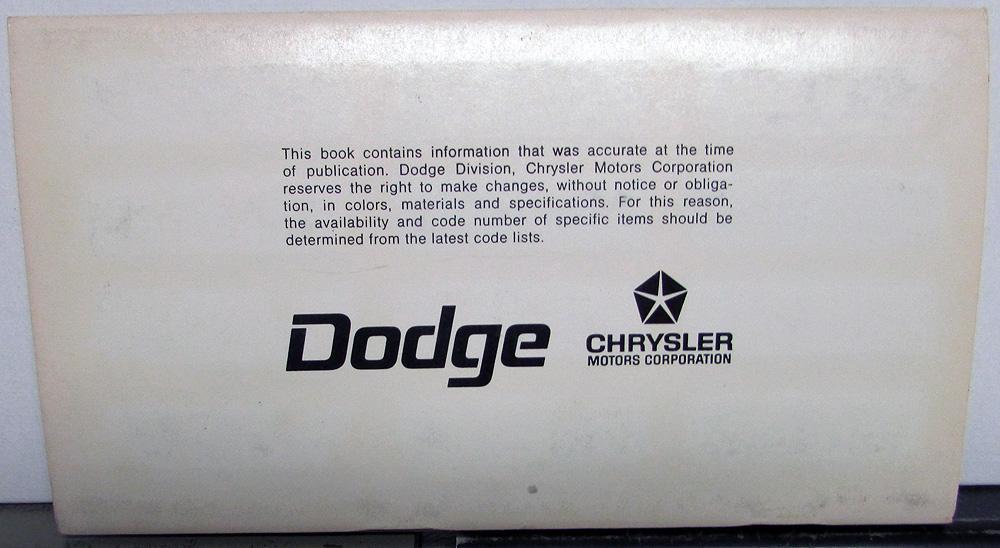 This book contains information that was accurate at the time
of publication. Dodge Division, Chrysler Motors Corporation
reserves the right to make changes, without notice or obliga-
tion, in colors, materials and specifications. For this reason,
the availability and code number of specific items should be
determined from the latest code lists.
Dodge
CHRYSLER
MOTORS CORPORATION